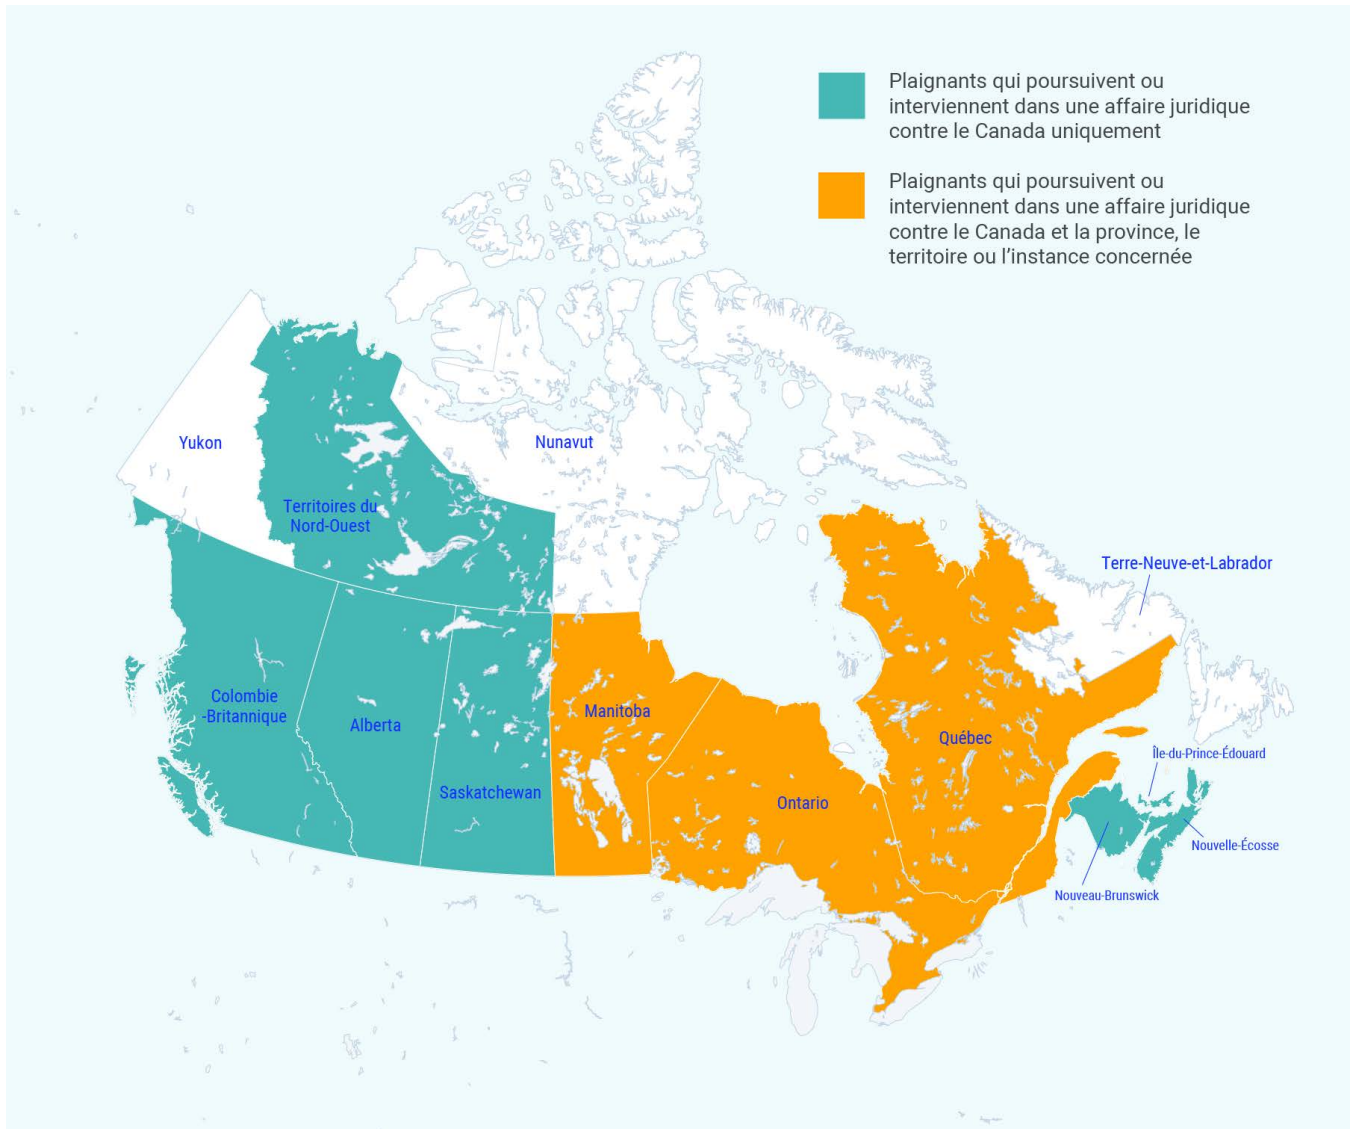 Plaignants qui poursuivent ou
interviennent dans une affaire juridique
contre le Canada uniquement
Plaignants qui poursuivent ou
interviennent dans une affaire juridique
contre le Canada et la province, le
territoire ou l’instance concernée
Yukon
Nunavut
Territoires du
Nord-Ouest
Terre-Neuve-et-Labrador
Colombie
-Britannique
Alberta
Manitoba
Québec
Île-du-Prince-Édouard
Saskatchewan
Ontario
Nouvelle-Écosse
Nouveau-Brunswick